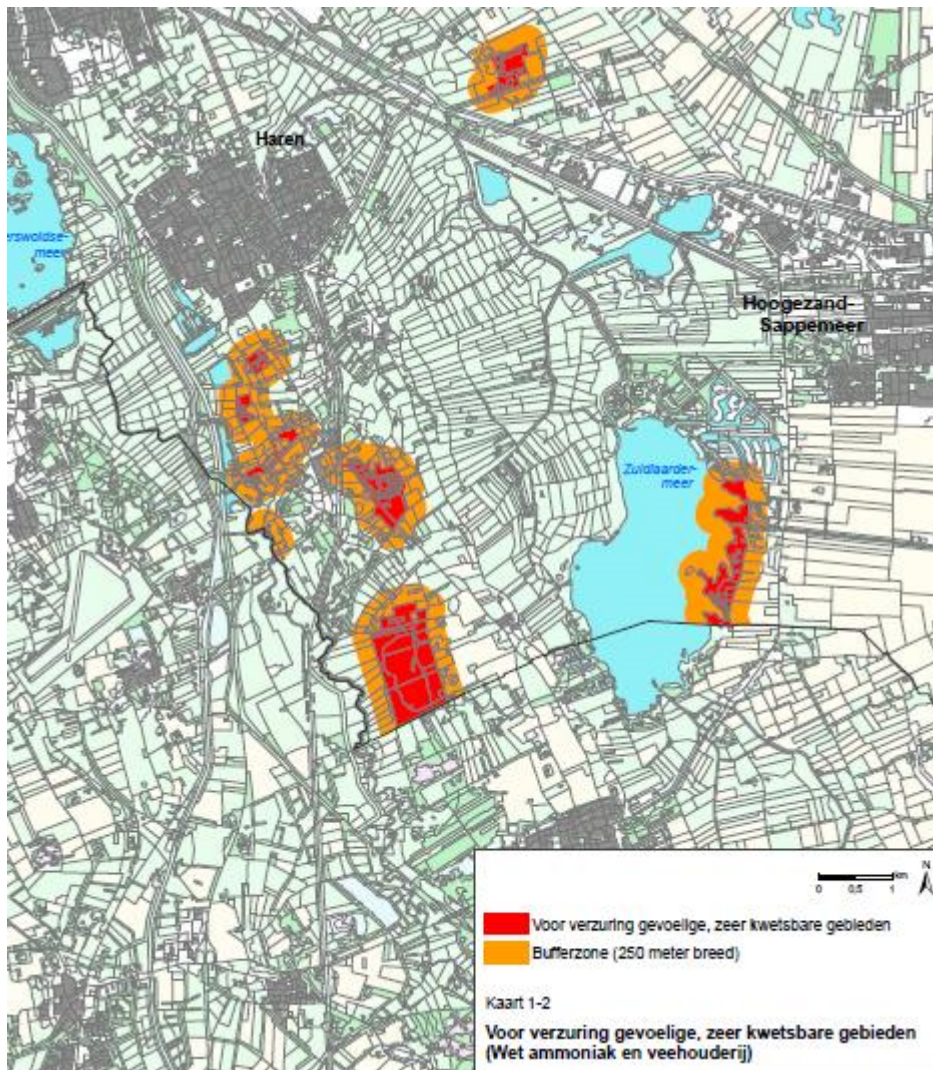 Haren
erswoldse-
meer
Hoogezand-
Sappemeer
Zuidlaarder-
meer
N
km
0 0,5 1
Voor verzuring gevoelige, zeer kwetsbare gebieden
Bufferzone (250 meter breed)
Kaart 1-2
Voor verzuring gevoelige, zeer kwetsbare gebieden
(Wet ammoniak en veehouderij)